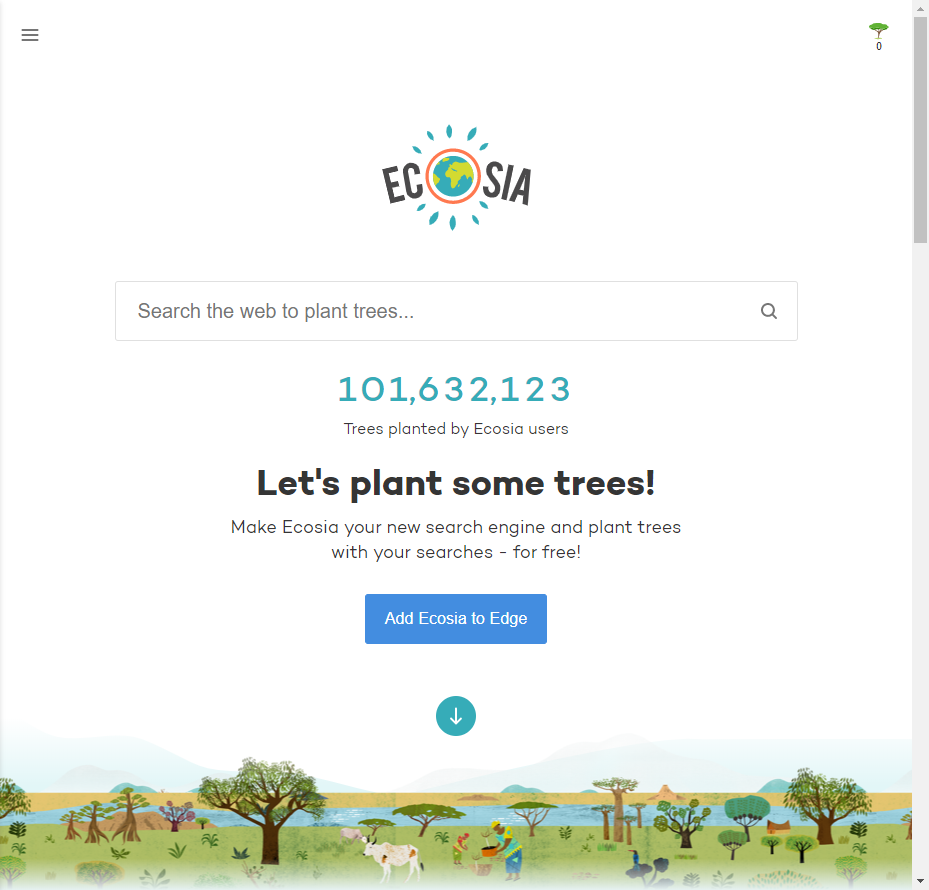 0
ECOSIA
Search the web to plant trees...
101,632,123
Trees planted by Ecosia users
Let's plant some trees!
Make Ecosia your new search engine and plant trees
with your searches - for free!
Add Ecosia to Edge